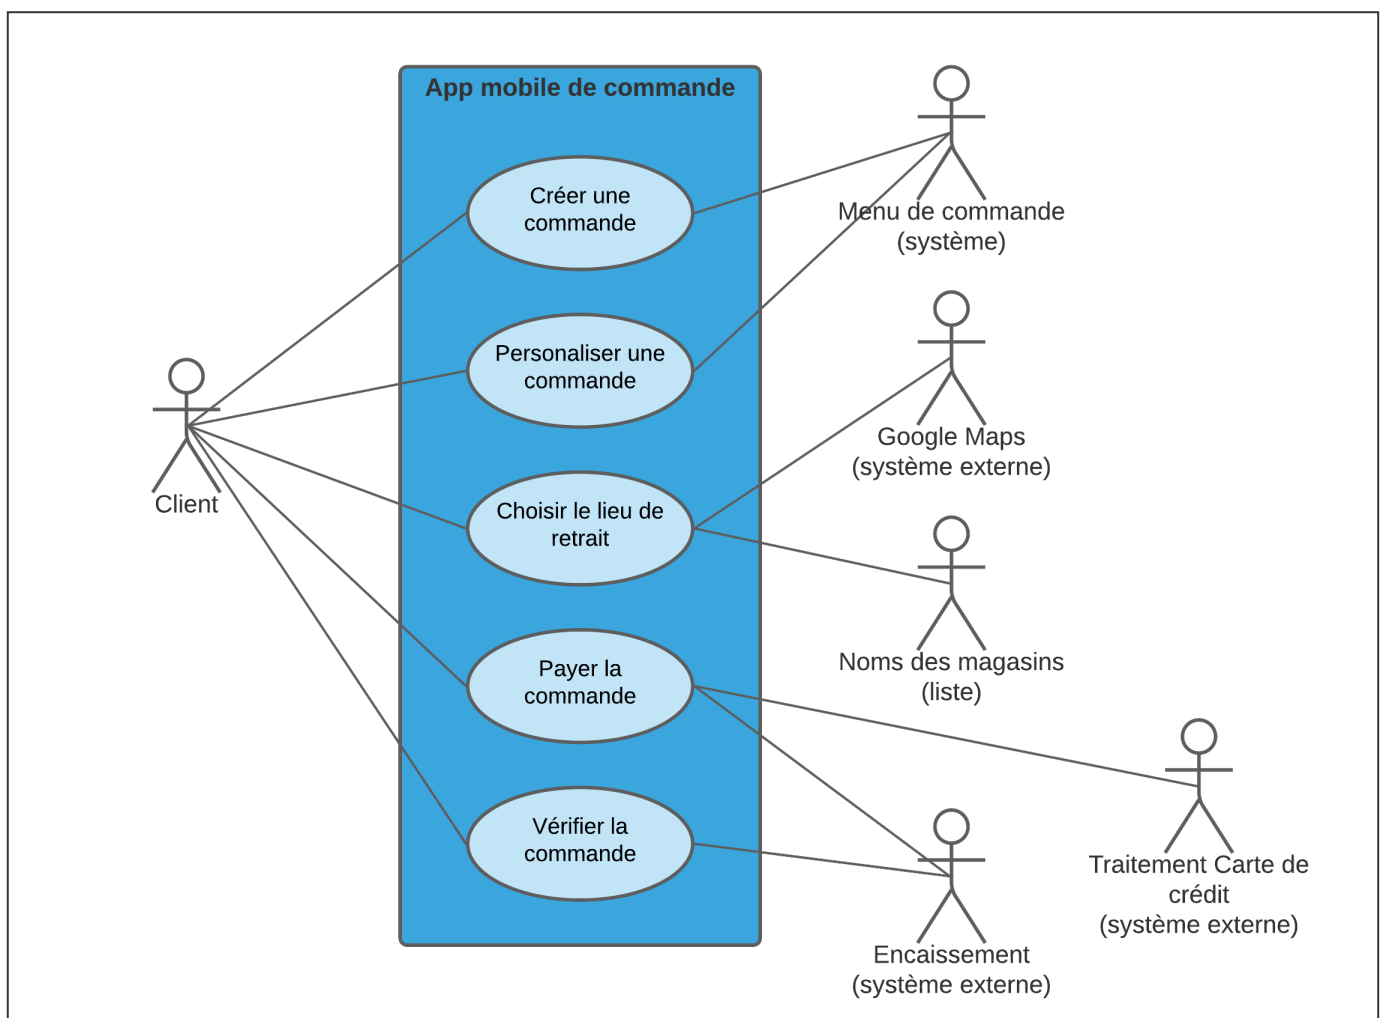 App mobile de commande
Créer une
commande
Personaliser une
commande
Choisir le lieu de
retrait
Payer la
commande
Vérifier la
commande
Client
Menu de commande
(système)
Google Maps
(système externe)
Noms des magasins
(liste)
Traitement Carte de
crédit
(système externe)
Encaissement
(système externe)